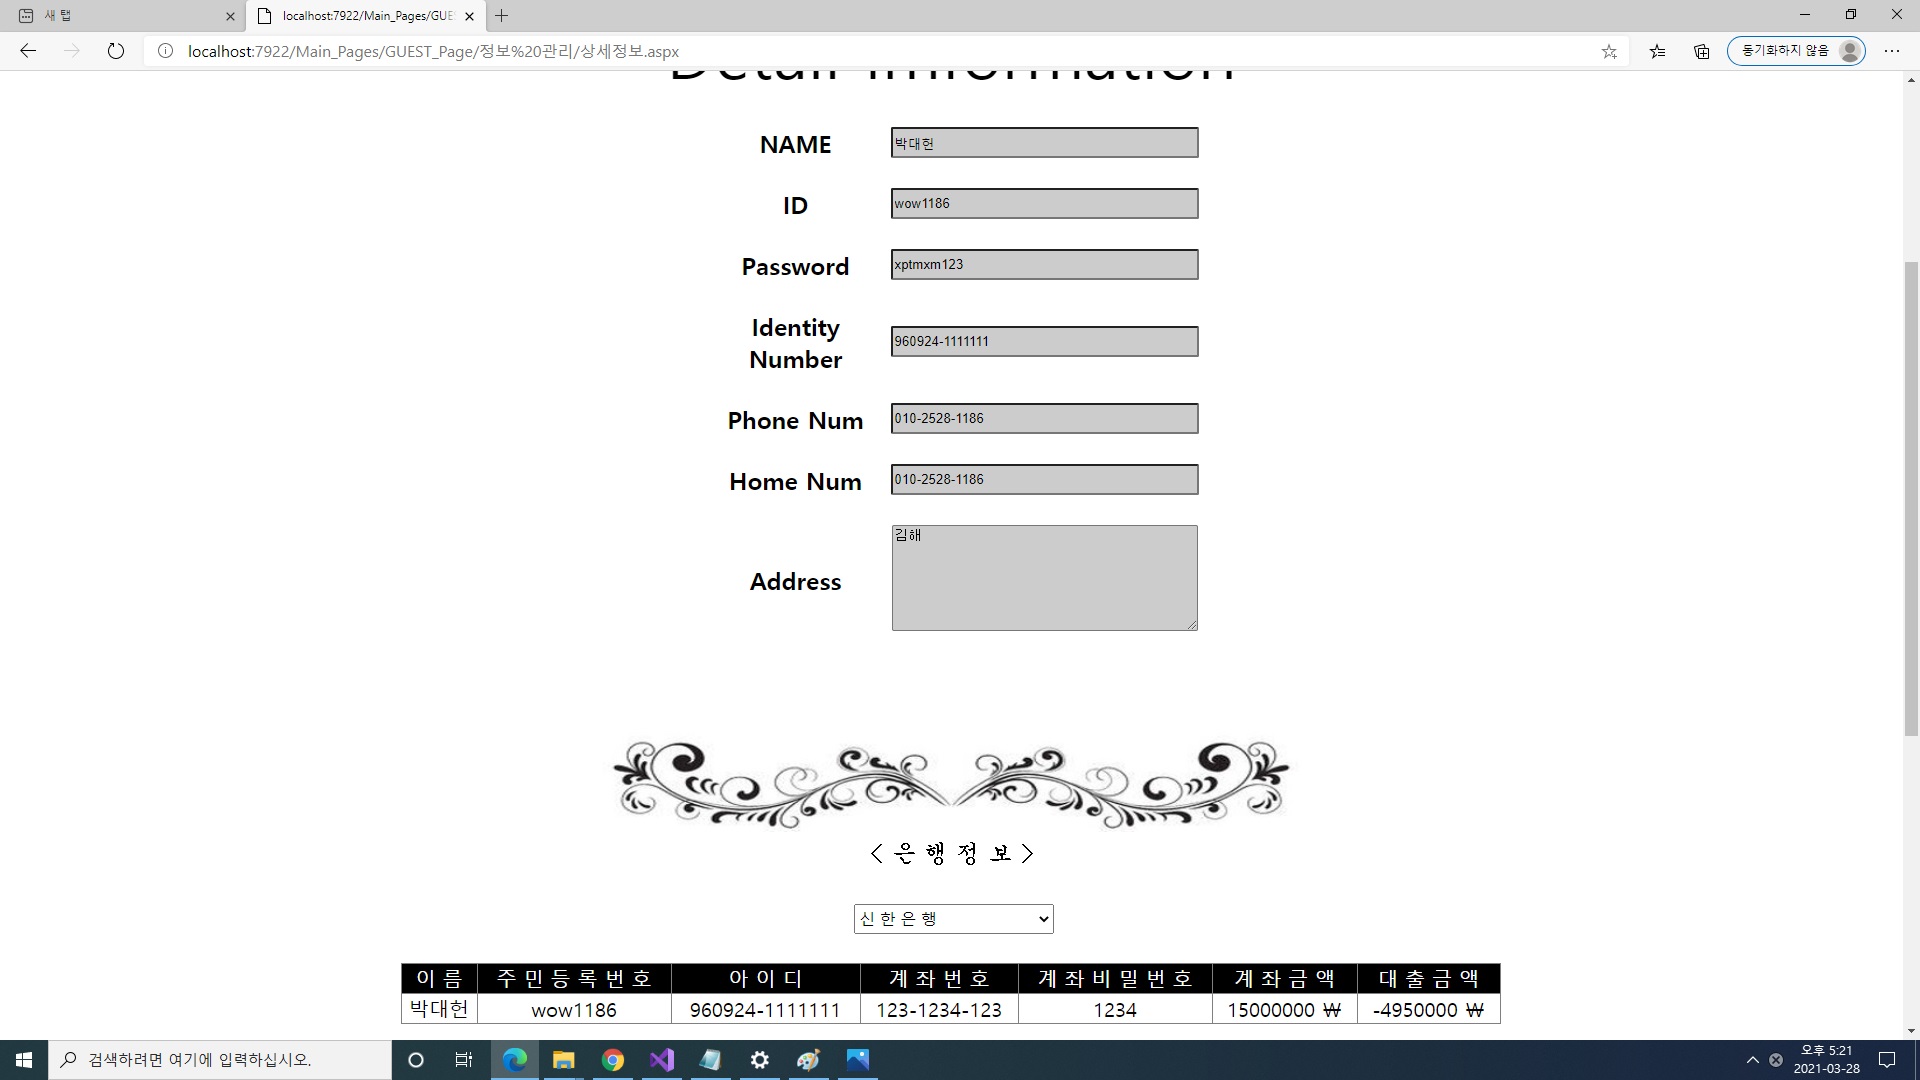 새 탭
localhost:7922/Main_Pages/GUES
localhost:7922/Main_Pages/GUEST_Page/정보%20관리/상세정보.aspx
동기화하지 않음
NAME
박대헌
ID
wow1186
Password
xptmxm123
Identity
Number
960924-1111111
Phone Num
010-2528-1186
Home Num
010-2528-1186
Address
김해
< 은 행 정 보 >
신 한 은 행
이 름 주 민 등 록 번 호 아 이 디 계 좌 번 호 계 좌 비 밀 번 호 계 좌 금 액 대 출 금 액
박대헌 wow1186 960924-1111111 123-1234-123 1234 15000000 ₩ -4950000 ₩
검색하려면 여기에 입력하십시오.
오후 5:21
2021-03-28